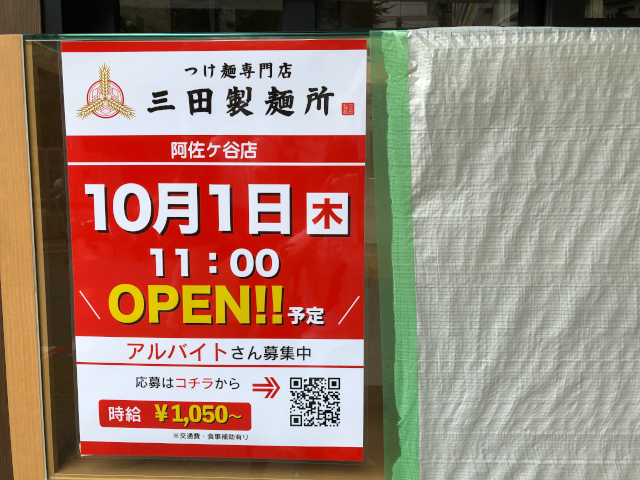 つけ麺専門店
三田製麺所
阿佐ケ谷店
10月1日 木
11：00
OPEN!! 予定
アルバイトさん募集中
応募はコチラから
時給 ¥1,050～
※交通費・食事補助有り